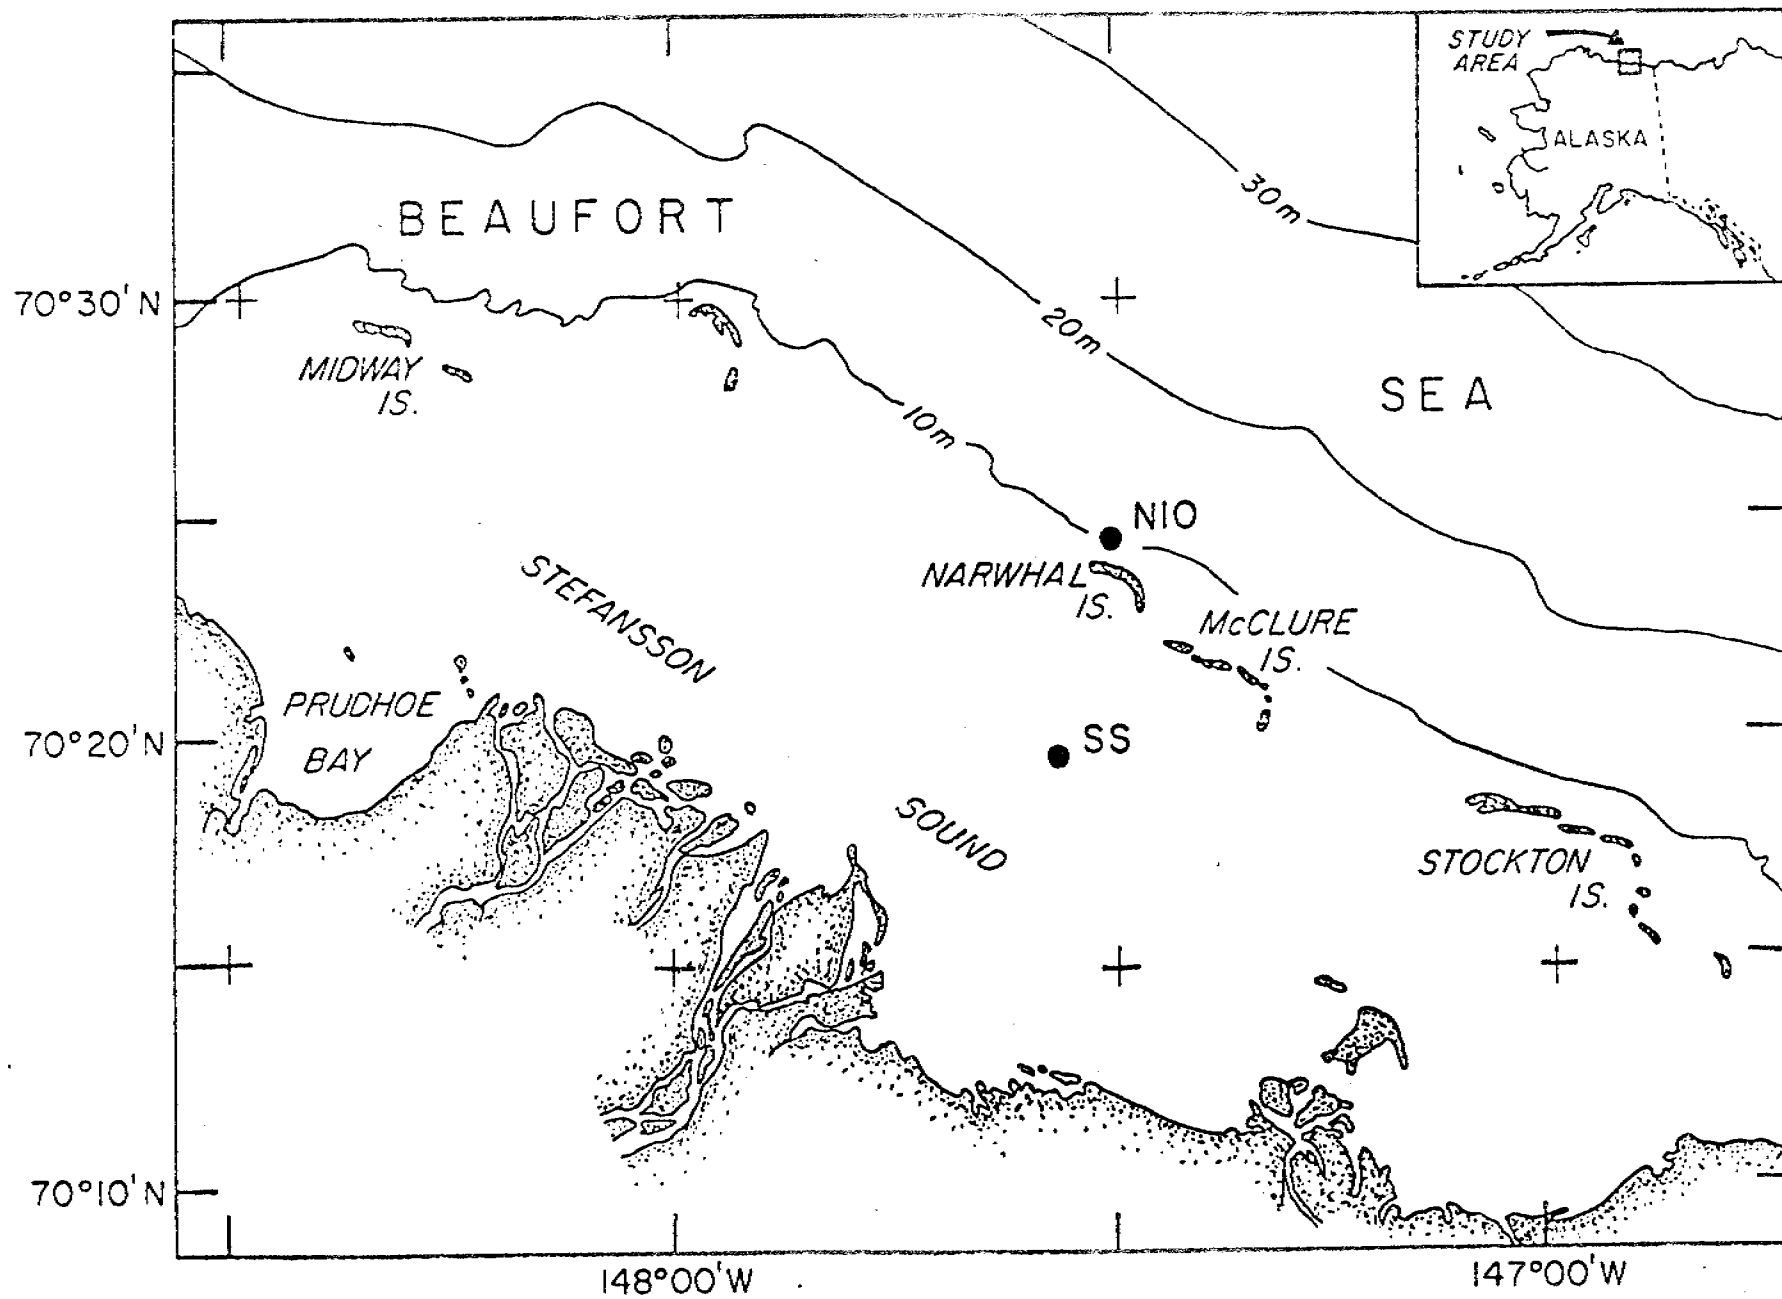 STUDY
AREA
ALASKA
30m
BEAUFORT
70°30'N
20m
MIDWAY
IS.
SEA
10m
N10
STEFANSSON
NARWHAL
IS.
McCLURE
IS.
PRUDHOE
BAY
70°20'N
SS
SOUND
STOCKTON
IS.
70°10'N
148°00'W
147°00'W